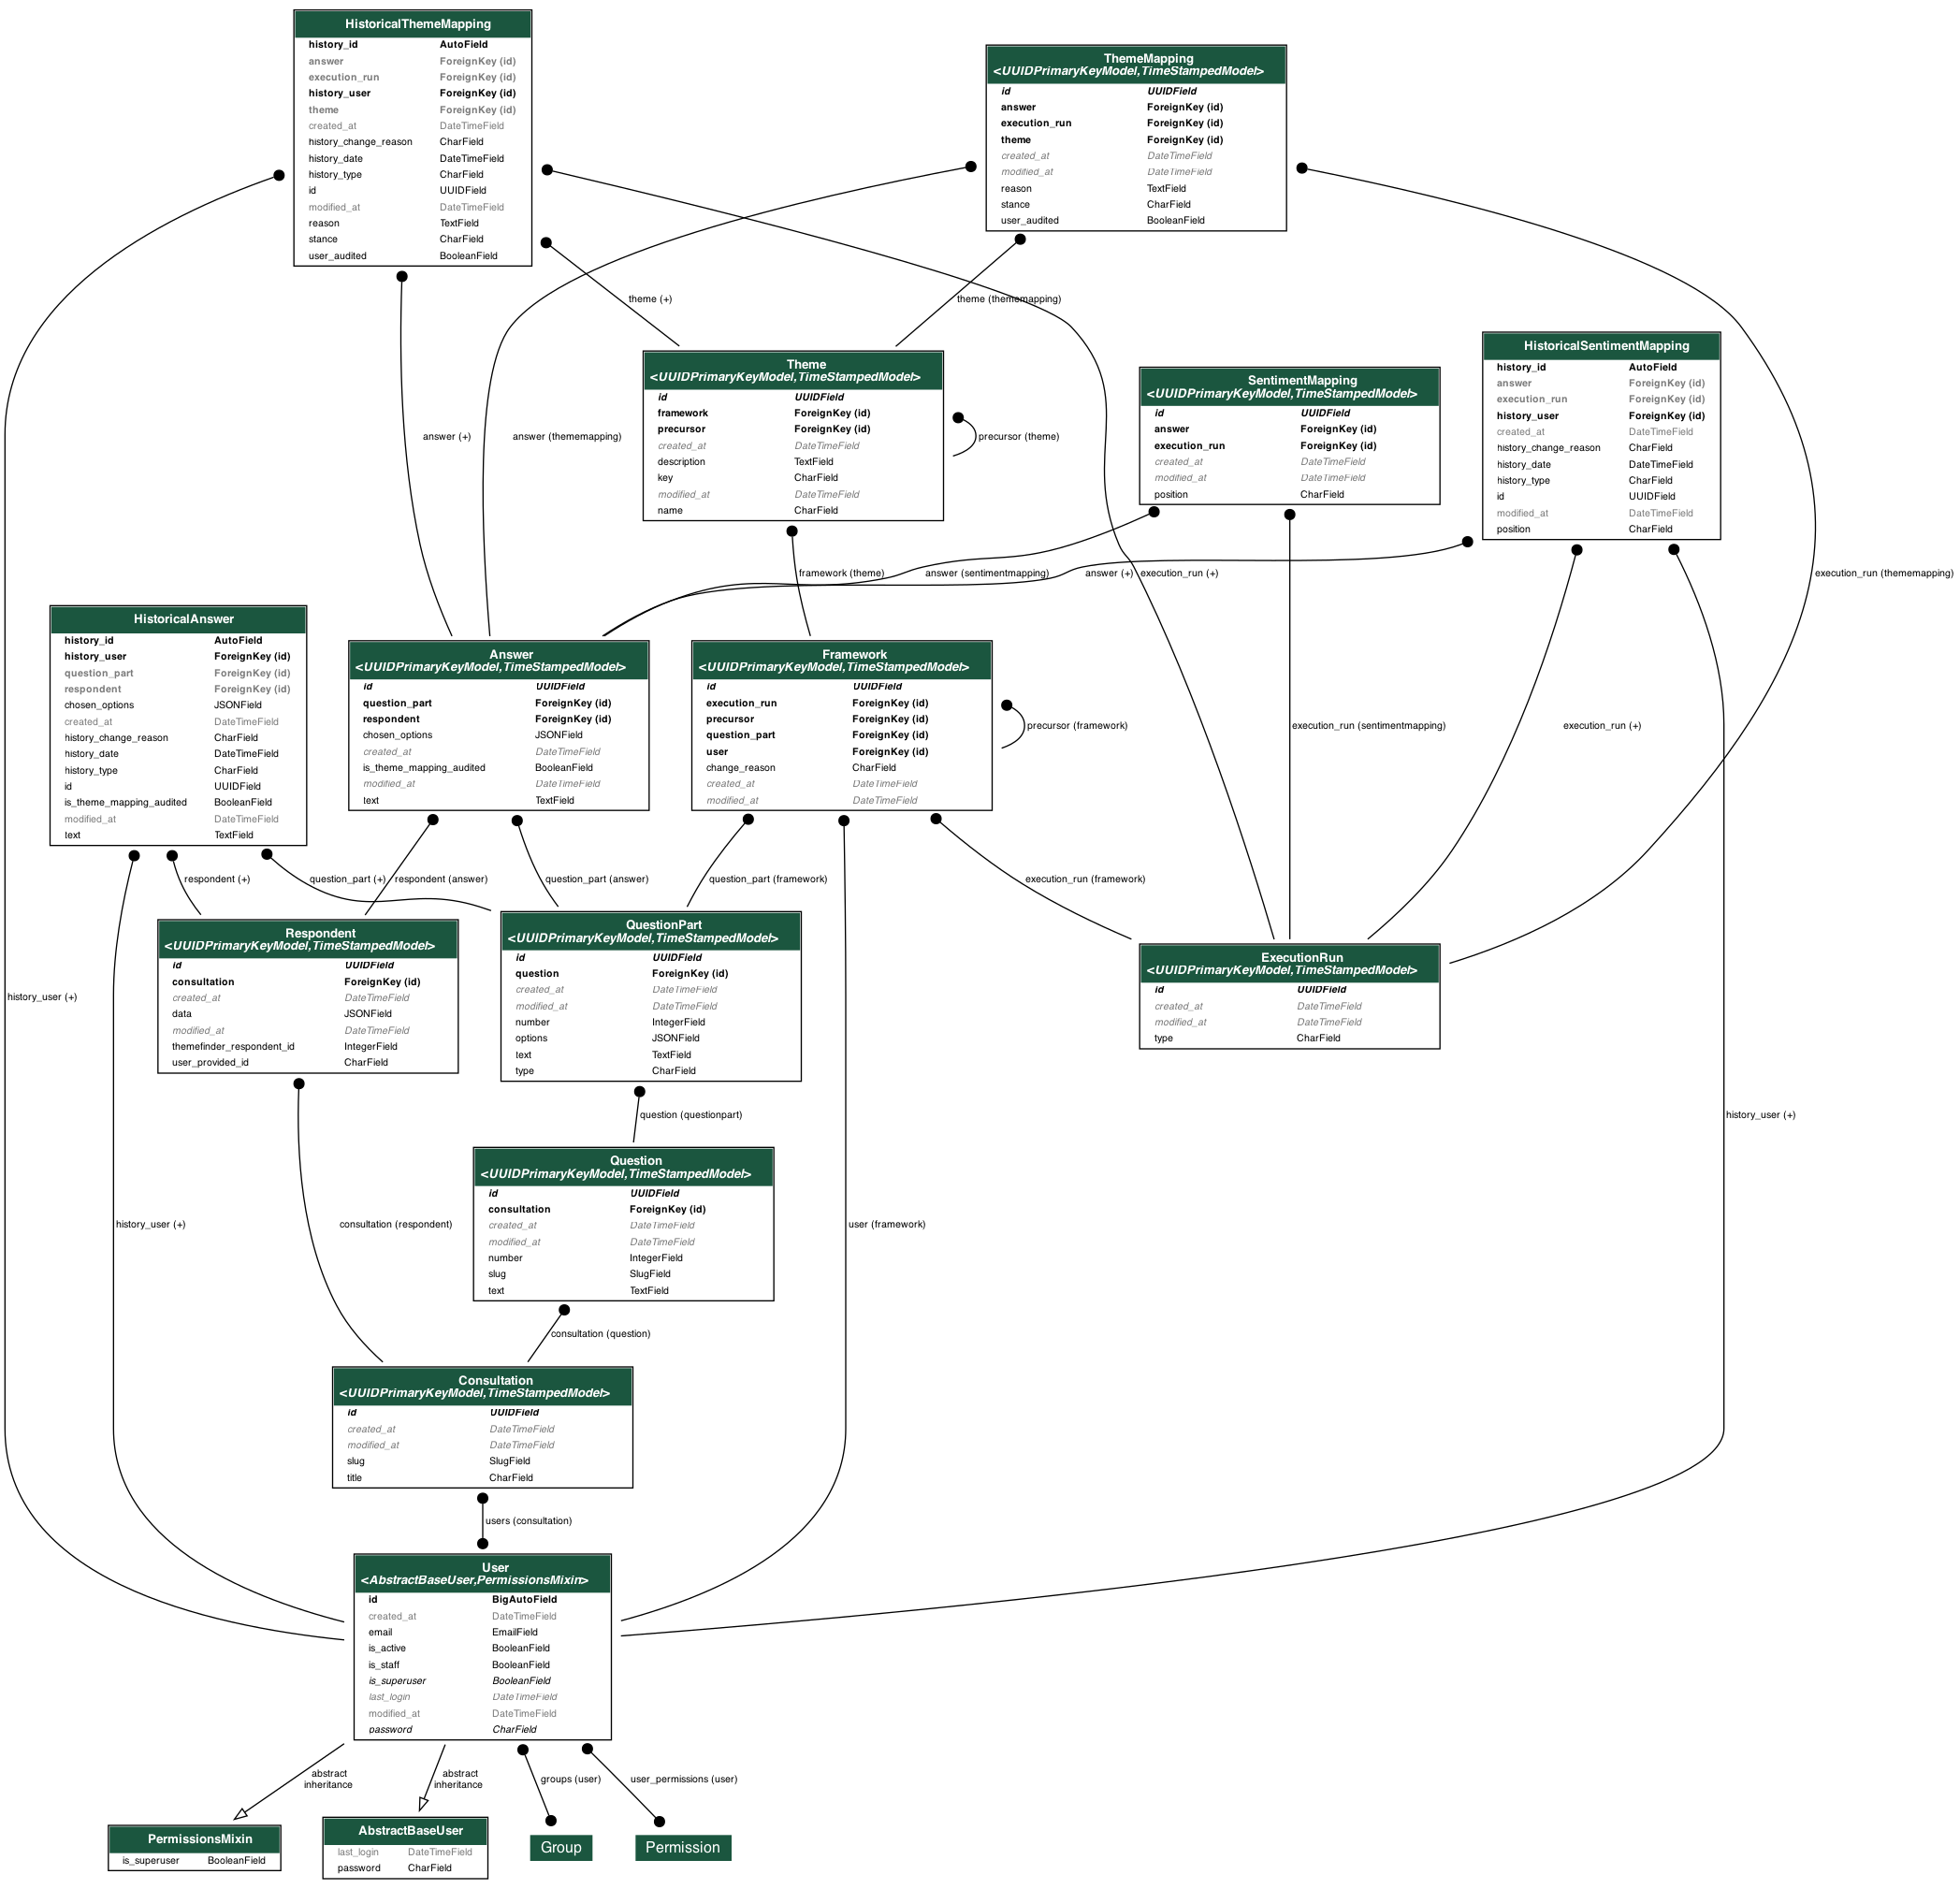 HistoricalThemeMapping
history_id AutoField
answer ForeignKey (id)
execution_run ForeignKey (id)
history_user ForeignKey (id)
theme ForeignKey (id)
created_at DateTimeField
history_change_reason CharField
history_date DateTimeField
history_type CharField
id UUIDField
modified_at DateTimeField
reason TextField
stance CharField
user_audited BooleanField
ThemeMapping
<UUIDPrimaryKeyModel,TimeStampedModel>
id UUIDField
answer ForeignKey (id)
execution_run ForeignKey (id)
theme ForeignKey (id)
created_at DateTimeField
modified_at DateTimeField
reason TextField
stance CharField
user_audited BooleanField
theme (+)
theme (thememapping)
Theme
<UUIDPrimaryKeyModel,TimeStampedModel>
id UUIDField
framework ForeignKey (id)
precursor ForeignKey (id)
created_at DateTimeField
description TextField
key CharField
modified_at DateTimeField
name CharField
SentimentMapping
<UUIDPrimaryKeyModel,TimeStampedModel>
id UUIDField
answer ForeignKey (id)
execution_run ForeignKey (id)
created_at DateTimeField
modified_at DateTimeField
position CharField
HistoricalSentimentMapping
history_id AutoField
answer ForeignKey (id)
execution_run ForeignKey (id)
history_user ForeignKey (id)
created_at DateTimeField
history_change_reason CharField
history_date DateTimeField
history_type CharField
id UUIDField
modified_at DateTimeField
position CharField
answer (+)
answer (thememapping)
precursor (theme)
framework (theme)
answer (sentimentmapping)
answer (+)
execution_run (+)
execution_run (thememapping)
HistoricalAnswer
history_id AutoField
history_user ForeignKey (id)
question_part ForeignKey (id)
respondent ForeignKey (id)
chosen_options JSONField
created_at DateTimeField
history_change_reason CharField
history_date DateTimeField
history_type CharField
id UUIDField
is_theme_mapping_audited BooleanField
modified_at DateTimeField
text TextField
Answer
<UUIDPrimaryKeyModel,TimeStampedModel>
id UUIDField
question_part ForeignKey (id)
respondent ForeignKey (id)
chosen_options JSONField
created_at DateTimeField
is_theme_mapping_audited BooleanField
modified_at DateTimeField
text TextField
Framework
<UUIDPrimaryKeyModel,TimeStampedModel>
id UUIDField
execution_run ForeignKey (id)
precursor ForeignKey (id)
question_part ForeignKey (id)
user ForeignKey (id)
change_reason CharField
created_at DateTimeField
modified_at DateTimeField
precursor (framework)
execution_run (sentimentmapping)
execution_run (+)
respondent (+)
question_part (+)
respondent (answer)
question_part (answer)
question_part (framework)
execution_run (framework)
Respondent
<UUIDPrimaryKeyModel,TimeStampedModel>
id UUIDField
consultation ForeignKey (id)
created_at DateTimeField
data JSONField
modified_at DateTimeField
themefinder_respondent_id IntegerField
user_provided_id CharField
QuestionPart
<UUIDPrimaryKeyModel,TimeStampedModel>
id UUIDField
question ForeignKey (id)
created_at DateTimeField
modified_at DateTimeField
number IntegerField
options JSONField
text TextField
type CharField
ExecutionRun
<UUIDPrimaryKeyModel,TimeStampedModel>
id UUIDField
created_at DateTimeField
modified_at DateTimeField
type CharField
history_user (+)
question (questionpart)
history_user (+)
Question
<UUIDPrimaryKeyModel,TimeStampedModel>
id UUIDField
consultation ForeignKey (id)
created_at DateTimeField
modified_at DateTimeField
number IntegerField
slug SlugField
text TextField
history_user (+)
consultation (respondent)
user (framework)
consultation (question)
Consultation
<UUIDPrimaryKeyModel,TimeStampedModel>
id UUIDField
created_at DateTimeField
modified_at DateTimeField
slug SlugField
title CharField
users (consultation)
User
<AbstractBaseUser,PermissionsMixin>
id BigAutoField
created_at DateTimeField
email EmailField
is_active BooleanField
is_staff BooleanField
is_superuser BooleanField
last_login DateTimeField
modified_at DateTimeField
password CharField
abstract
inheritance
abstract
inheritance
groups (user)
user_permissions (user)
PermissionsMixin
is_superuser BooleanField
AbstractBaseUser
last_login DateTimeField
password CharField
Group
Permission